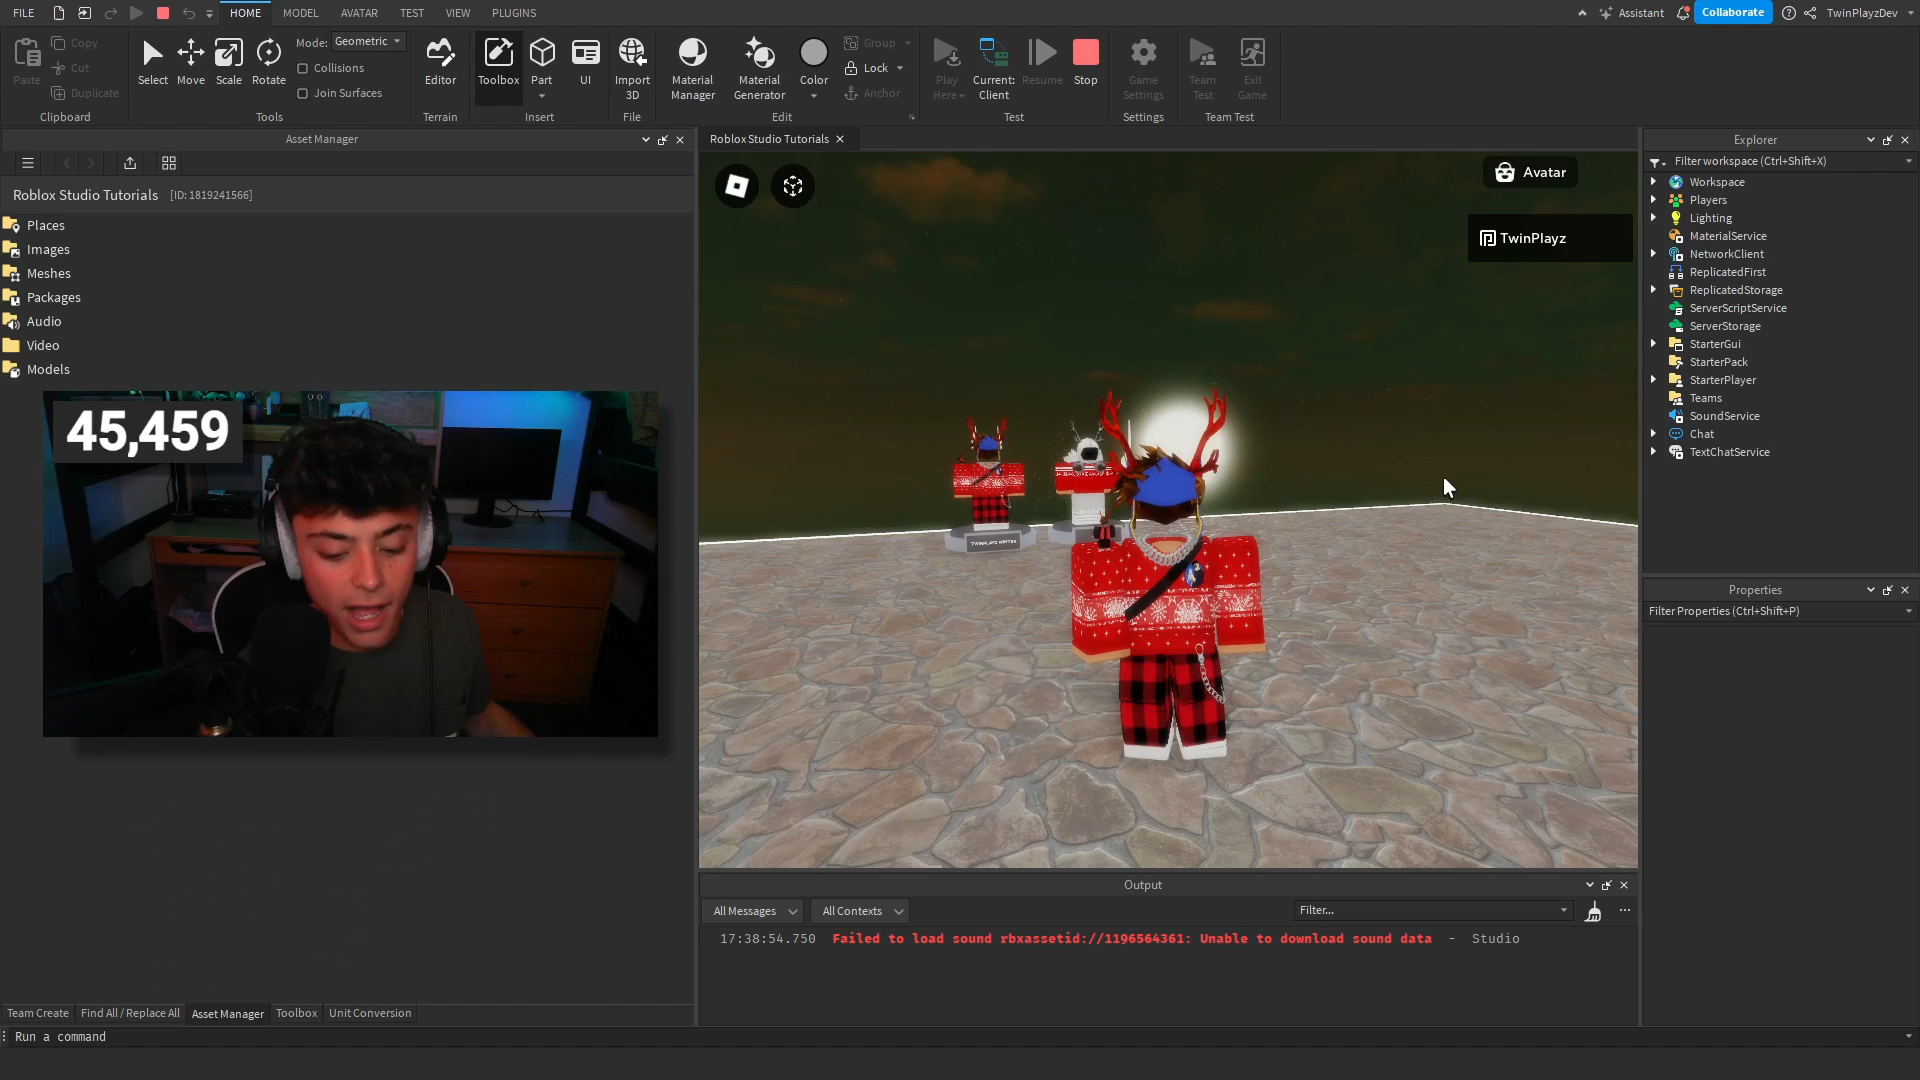 FILE HOME MODEL AVATAR TEST VIEW PLUGINS Assistant Collaborate TwinPlayzDev
Paste
Copy
Cut
Duplicate
Clipboard
Select Move Scale Rotate
Mode: Geometric
Collisions
Join Surfaces
Tools
Editor
Terrain
Toolbox Part UI
Insert
Import
3D
File
Material
Manager
Material
Generator
Color
Group
Lock
Anchor
Edit
Play
Here
Current:
Client
Resume
Stop
Test
Game
Settings
Settings
Team
Test
Exit
Game
Team Test
Asset Manager
Roblox Studio Tutorials [ID: 1819241566]
Places
Images
Meshes
Packages
Audio
Video
Models
45,459
Team Create Find All / Replace All Asset Manager Toolbox Unit Conversion
Run a command
Roblox Studio Tutorials
Avatar
TwinPlayz
TWINPLAYZ WINTER
Output
All Messages All Contexts Filter...
17:38:54.750 Failed to load sound rbxassetid://1196564361: Unable to download sound data - Studio
Explorer
Filter workspace (Ctrl+Shift+X)
Workspace
Players
Lighting
MaterialService
NetworkClient
ReplicatedFirst
ReplicatedStorage
ServerScriptService
ServerStorage
StarterGui
StarterPack
StarterPlayer
Teams
SoundService
Chat
TextChatService
Properties
Filter Properties (Ctrl+Shift+P)